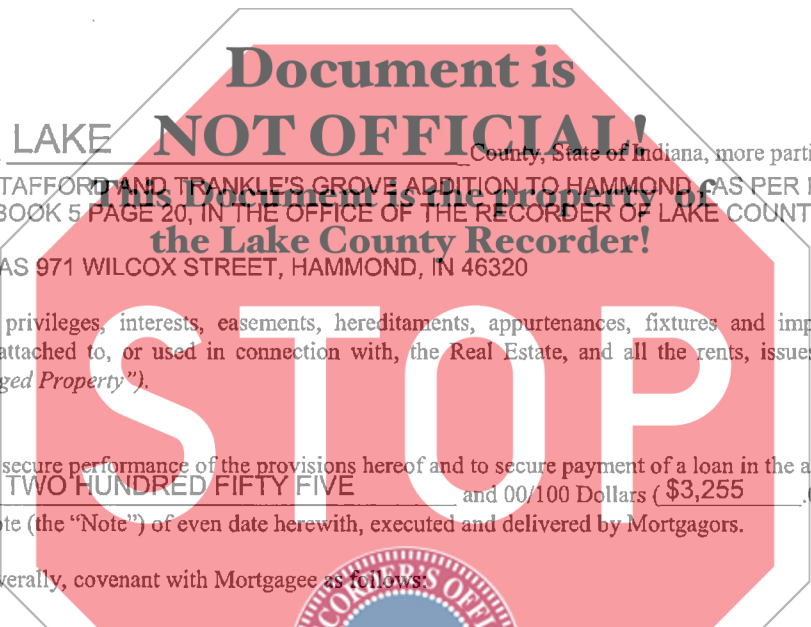 Document is
LAKE NOT OFFICIAL! County, State of Indiana, more parti
TAFFORD AND TRANKLE'S GROVE ADDITION TO HAMMOND, AS PER
This Document is the property of
BOOK 5 PAGE 20, IN THE OFFICE OF THE RECORDER OF LAKE COUNT
the Lake County Recorder!
AS 971 WILCOX STREET, HAMMOND, IN 46320
privileges, interests, easements, hereditaments, appurtenances, fixtures and imp
attached to, or used in connection with, the Real Estate, and all the rents, issues
ged Property").
STOP
secure performance of the provisions hereof and to secure payment of a loan in the a
TWO HUNDRED FIFTY FIVE and 00/100 Dollars ( $3,255
te (the "Note") of even date herewith, executed and delivered by Mortgagors.
verally, covenant with Mortgagee as follows:
CORDER'S OFFI